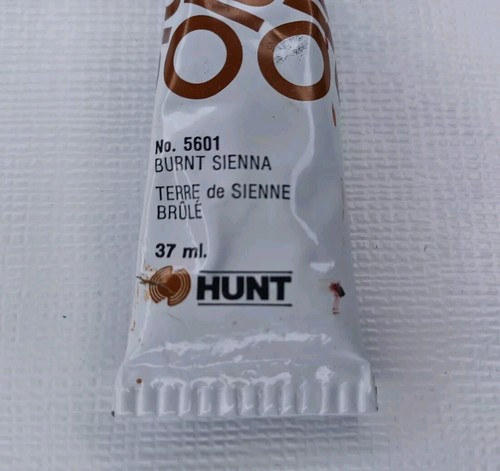 No. 5601
BURNT SIENNA
TERRE de SIENNE
BRÛLÉ
37 ml.
HUNT